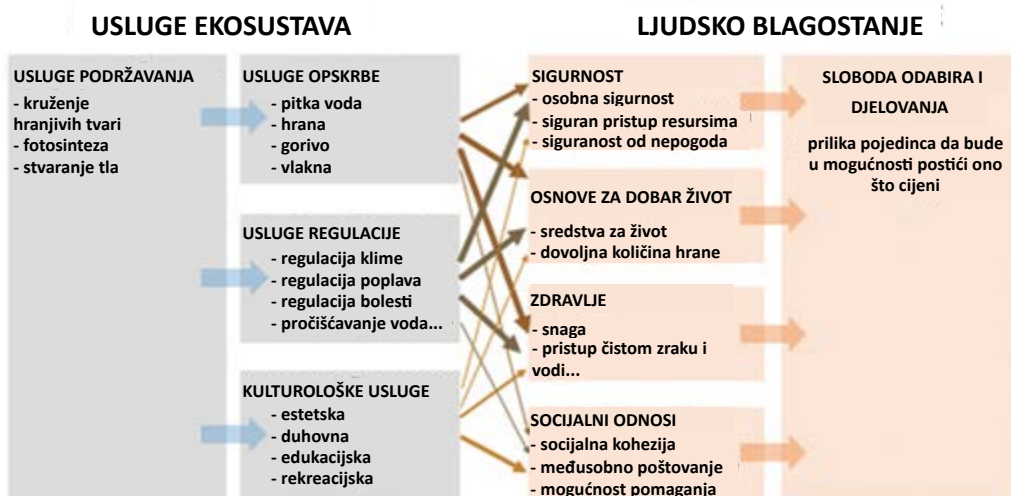 USLUGE EKOSUSTAVA
LJUDSKO BLAGOSTANJE
USLUGE PODRŽAVANJA
- kruženje
hranjivih tvari
- fotosinteza
- stvaranje tla
USLUGE OPSKRBE
- pitka voda
- hrana
- gorivo
- vlakna
USLUGE REGULACIJE
- regulacija klime
- regulacija poplava
- regulacija bolesti
- pročišćavanje voda...
KULTUROLOŠKE USLUGE
- estetska
- duhovna
- edukacijska
- rekreacijska
SIGURNOST
- osobna sigurnost
- siguran pristup resursima
- siguranost od nepogoda
OSNOVE ZA DOBAR ŽIVOT
- sredstva za život
- dovoljna količina hrane
ZDRAVLJE
- snaga
- pristup čistom zraku i
vodi...
SOCIJALNI ODNOSI
- socijalna kohezija
- međusobno poštovanje
- mogućnost pomaganja
SLOBODA ODABIRA I
DJELOVANJA
prilika pojedinca da bude
u mogućnosti postići ono
što cijeni